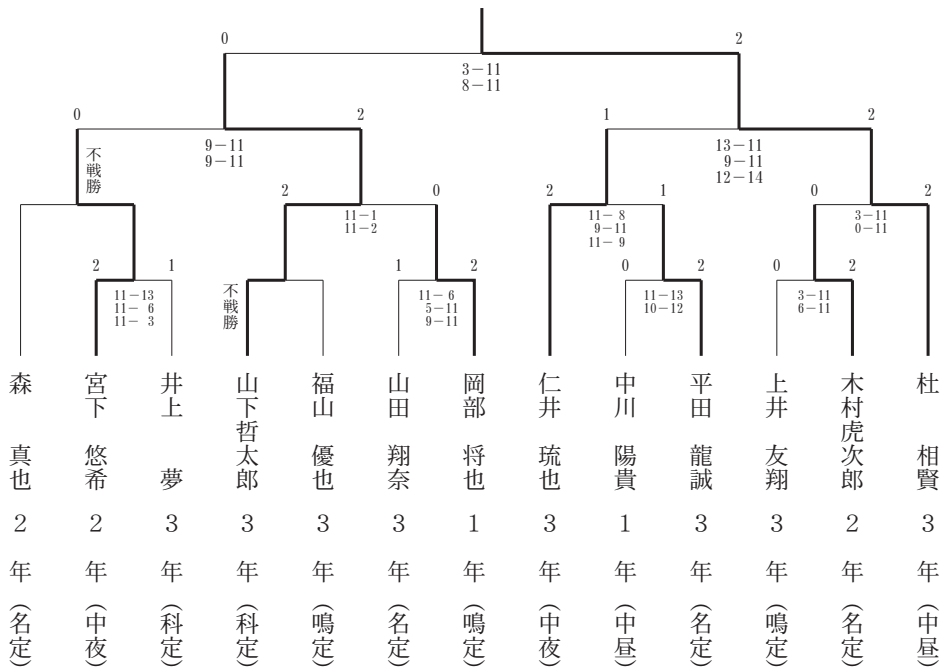 0 2
3−11
8−11
0 2 1 2
不戦勝
9−11
9−11
13−11
9−11
12−14
2 0 2 1 0 2
11−1
11−2
11− 8
9−11
11− 9
3−11
0−11
2 1 1 2 0 2 0 2
11−13
11− 6
11− 3
不戦勝
11− 6
5−11
9−11
11−13
10−12
3−11
6−11
森 真也 2年 (名定)
宮下 悠希 2年 (中夜)
井上 夢 3年 (科定)
山下哲太郎 3年 (科定)
福山 優也 3年 (鳴定)
山田 翔奈 3年 (名定)
岡部 将也 1年 (鳴定)
仁井 琉也 3年 (中夜)
中川 陽貴 1年 (中昼)
平田 龍誠 3年 (名定)
上井 友翔 3年 (鳴定)
木村虎次郎 2年 (名定)
杜 相賢 3年 (中昼)